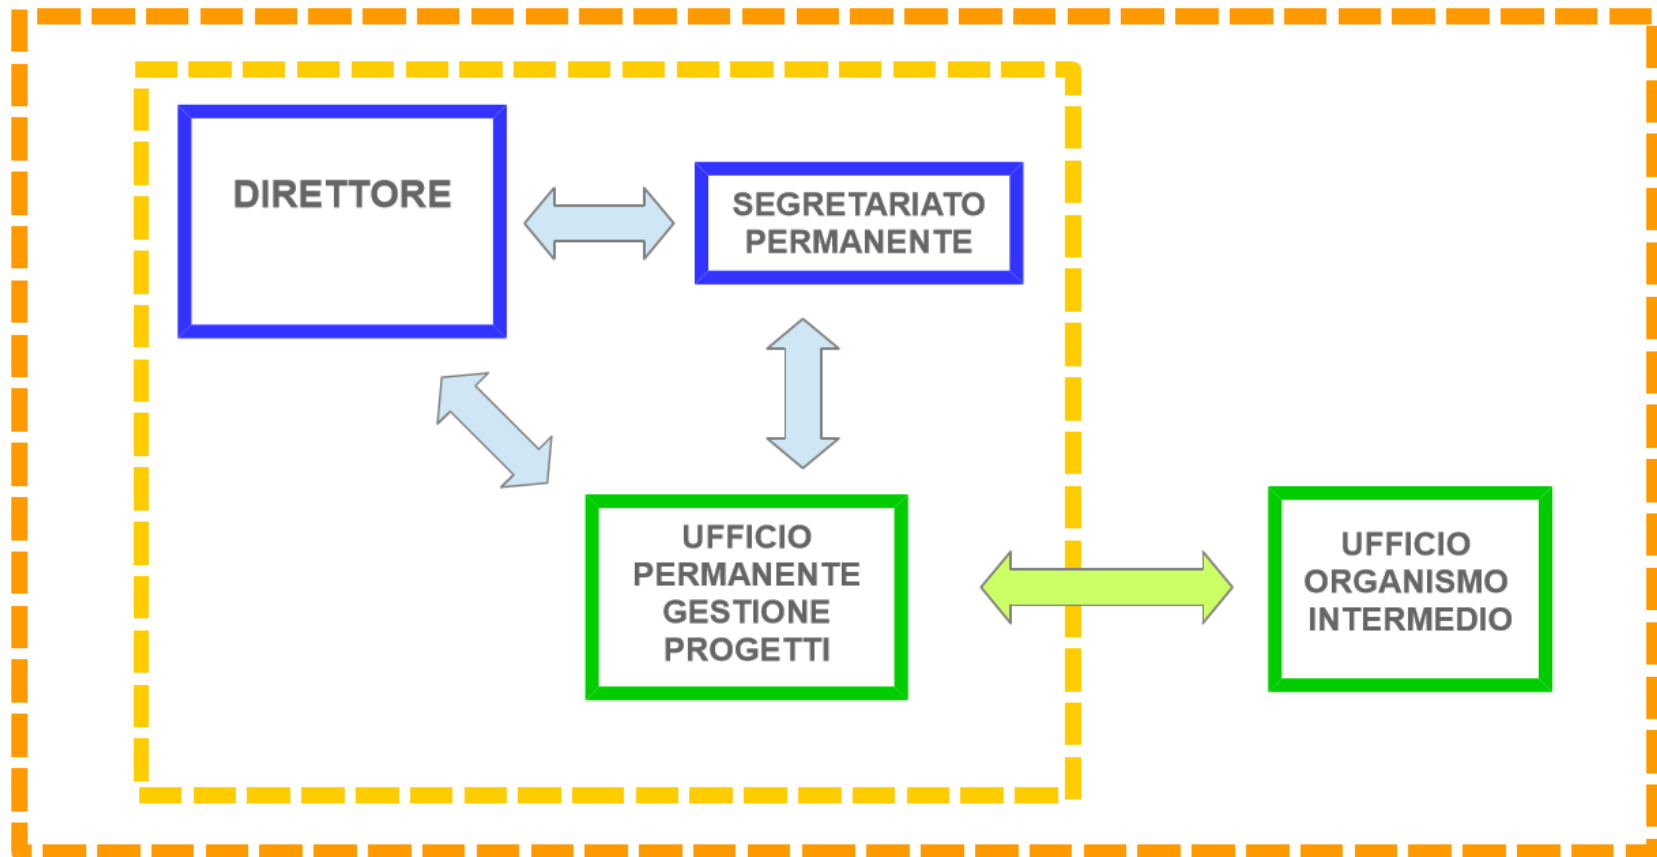 DIRETTORE
SEGRETARIATO
PERMANENTE
UFFICIO
PERMANENTE
GESTIONE
PROGETTI
UFFICIO
ORGANISMO
INTERMEDIO